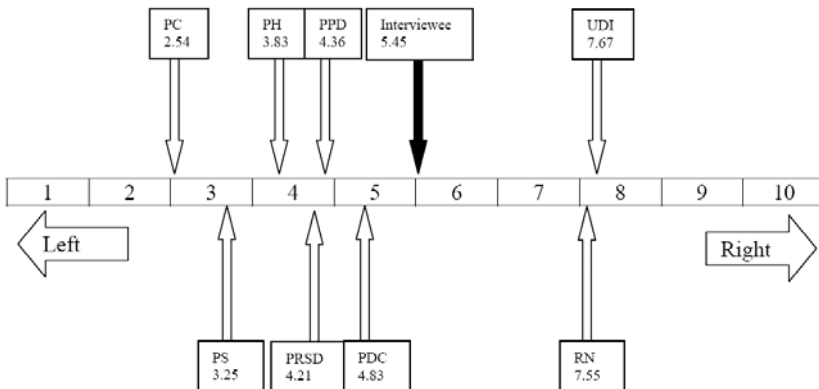 PC
2.54
PH
3.83
PPD
4.36
Interviewee
5.45
UDI
7.67
1 2 3 4 5 6 7 8 9 10
Left
Right
PS
3.25
PRSD
4.21
PDC
4.83
RN
7.55